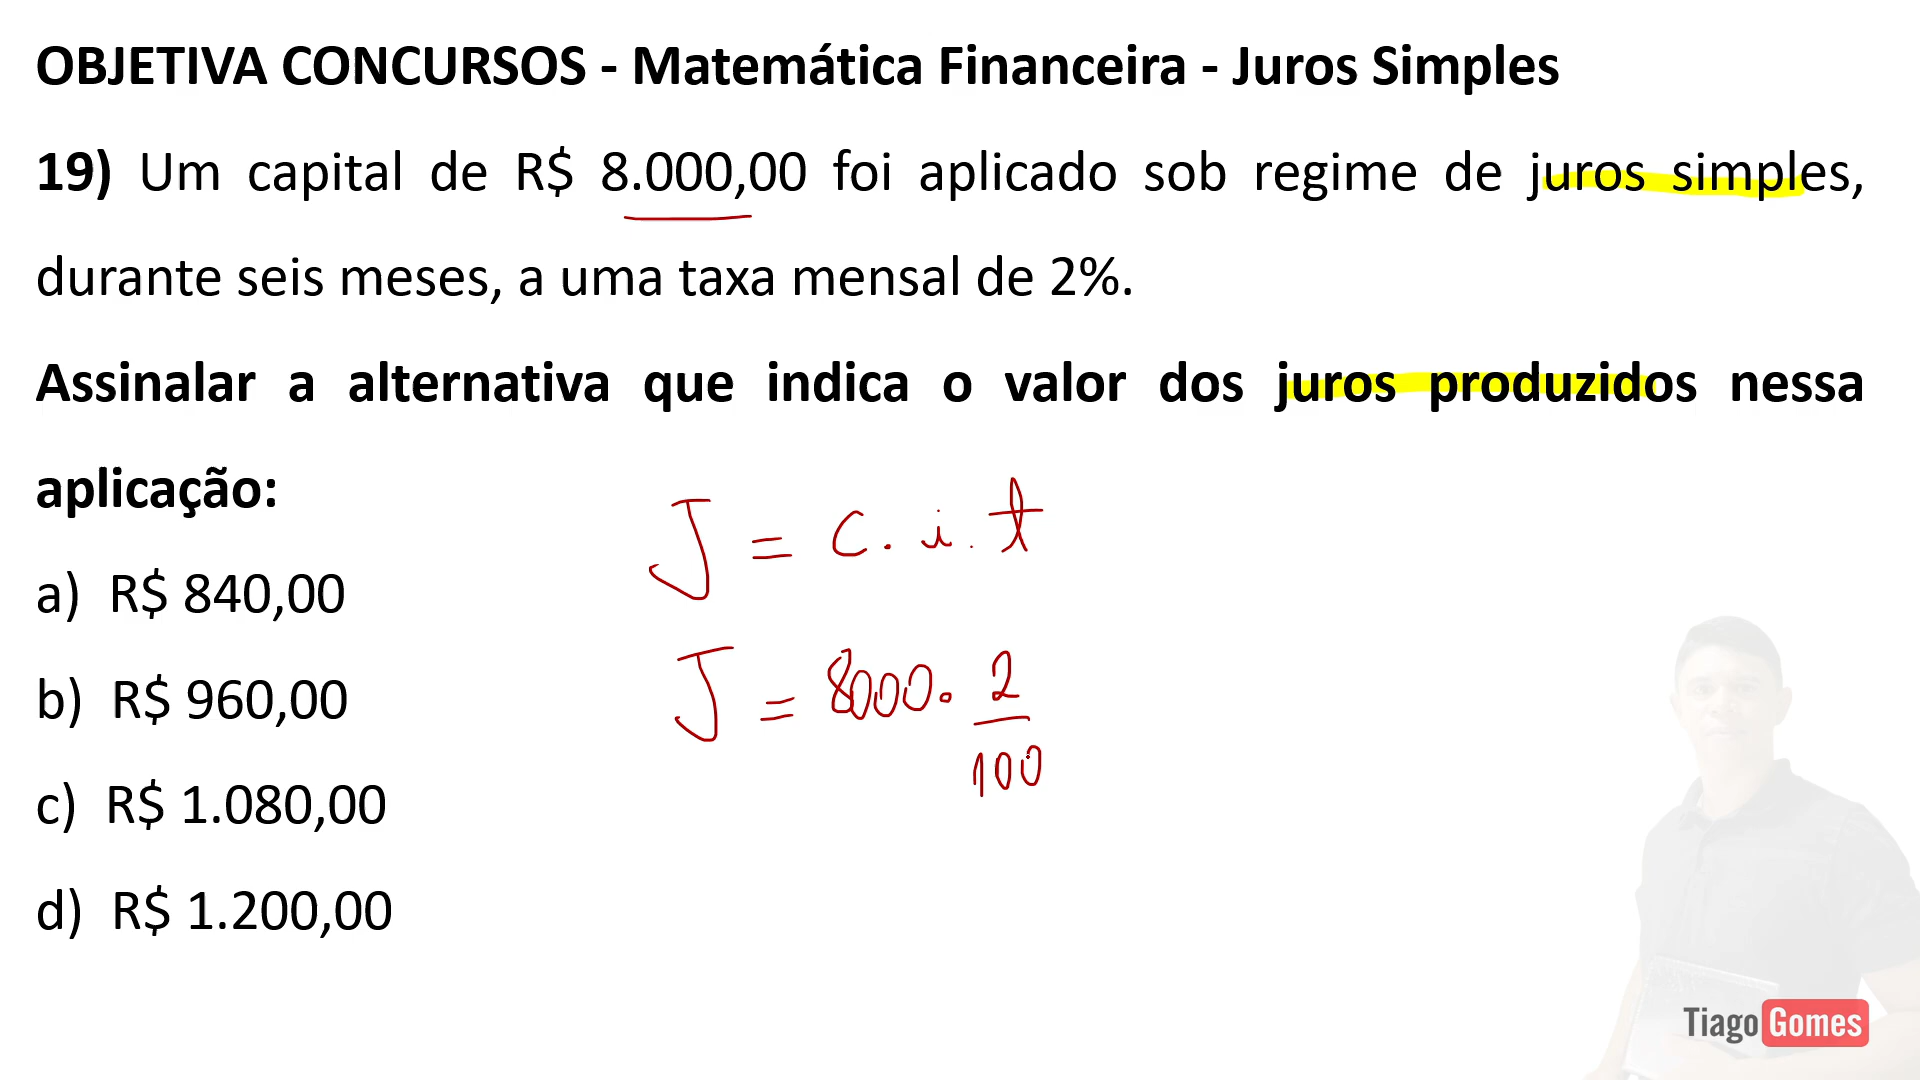 OBJETIVA CONCURSOS - Matemática Financeira - Juros Simples
19) Um capital de R$ 8.000,00 foi aplicado sob regime de juros simples,
durante seis meses, a uma taxa mensal de 2%.
Assinalar a alternativa que indica o valor dos juros produzidos nessa
aplicação:
J = c . i . t
a) R$ 840,00
J = 8000 . 2
100
b) R$ 960,00
c) R$ 1.080,00
d) R$ 1.200,00
Tiago Gomes